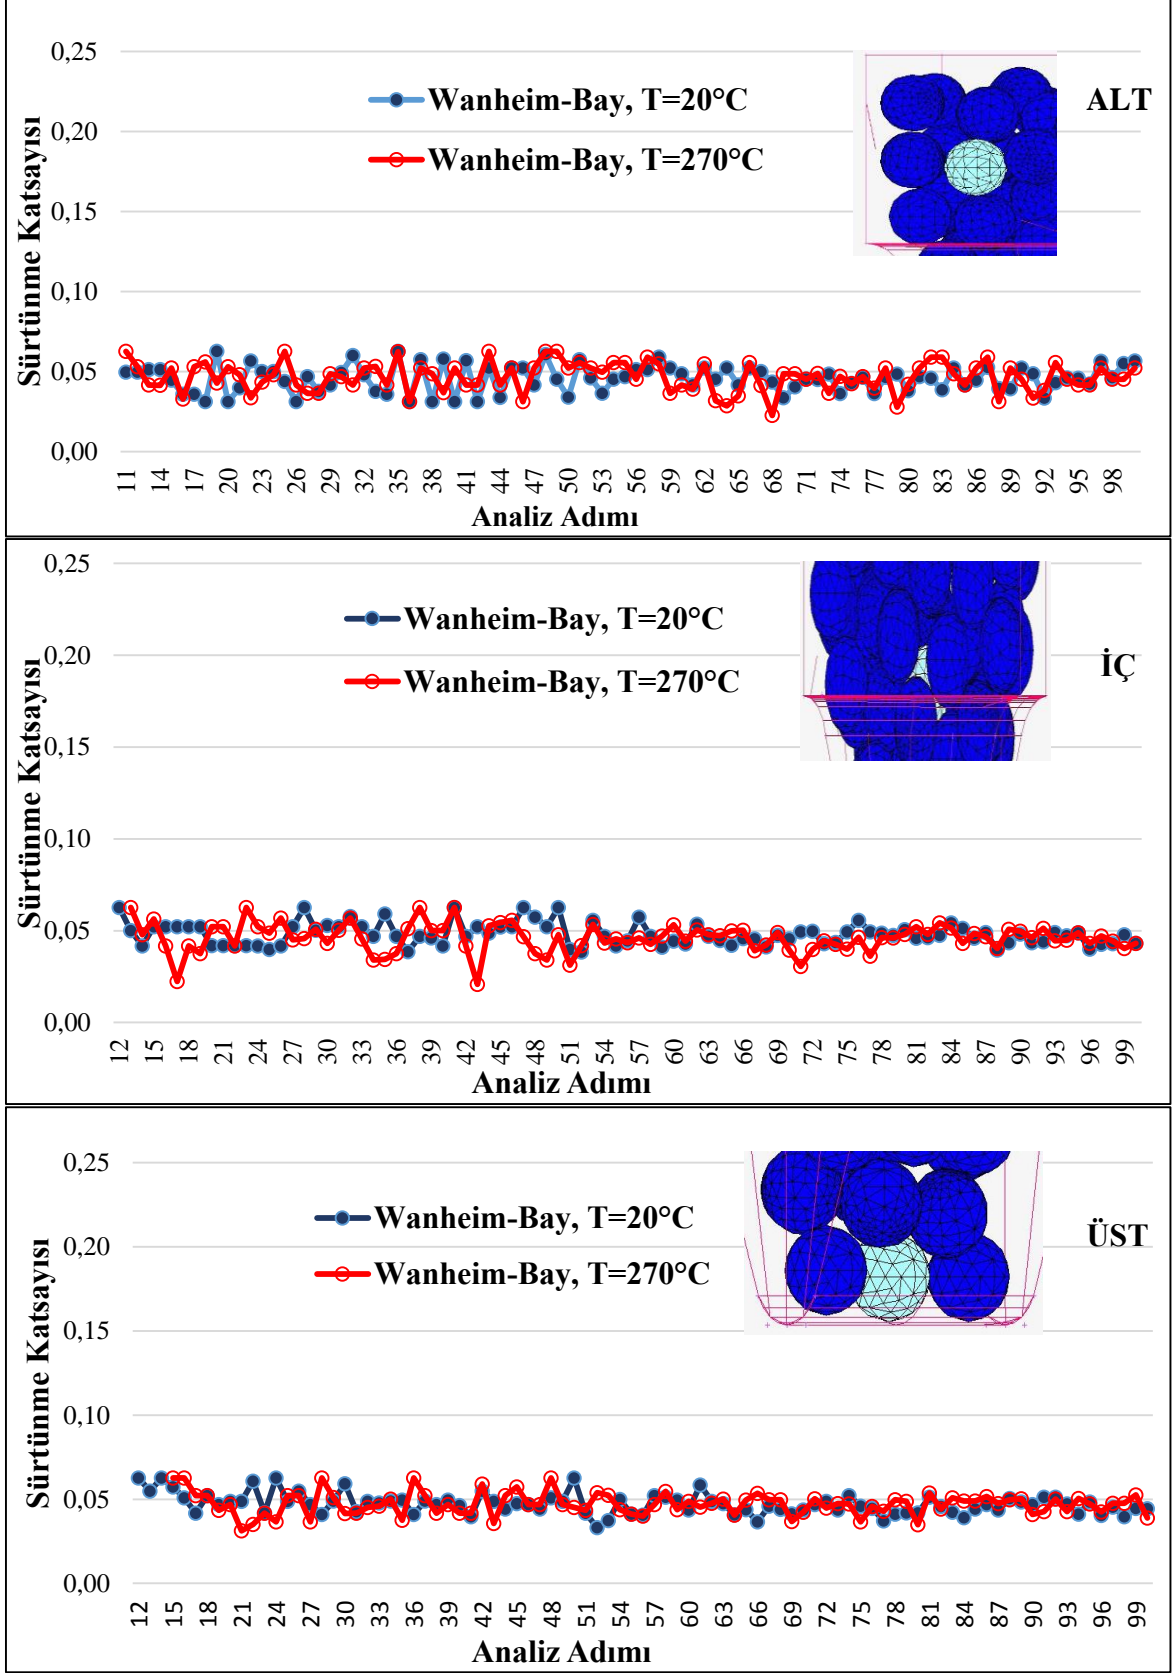 0,25
0,20
0,15
0,10
0,05
0,00
Sürtünme Katsayısı
Wanheim-Bay, T=20°C
Wanheim-Bay, T=270°C
ALT
11 14 17 20 23 26 29 32 35 38 41 44 47 50 53 56 59 62 65 68 71 74 77 80 83 86 89 92 95 98
Analiz Adımı
0,25
0,20
0,15
0,10
0,05
0,00
Sürtünme Katsayısı
Wanheim-Bay, T=20°C
Wanheim-Bay, T=270°C
İÇ
12 15 18 21 24 27 30 33 36 39 42 45 48 51 54 57 60 63 66 69 72 75 78 81 84 87 90 93 96 99
Analiz Adımı
0,25
0,20
0,15
0,10
0,05
0,00
Sürtünme Katsayısı
Wanheim-Bay, T=20°C
Wanheim-Bay, T=270°C
ÜST
12 15 18 21 24 27 30 33 36 39 42 45 48 51 54 57 60 63 66 69 72 75 78 81 84 87 90 93 96 99
Analiz Adımı